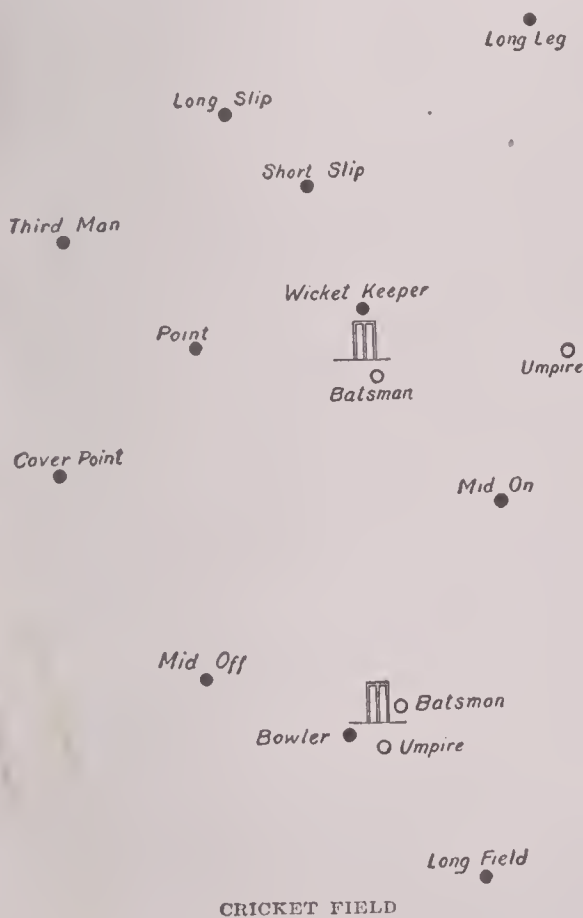 Long Leg
Long Slip
Short Slip
Third Man
Wicket Keeper
Point
Umpire
Batsman
Cover Point
Mid On
Mid Off
Batsmon
Bowler
Umpire
Long Field
CRICKET FIELD